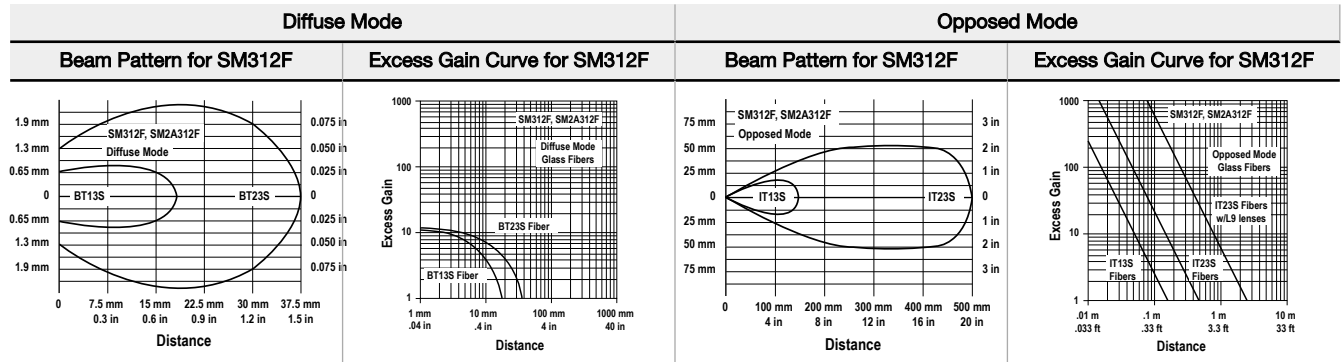 Diffuse Mode
Opposed Mode
Beam Pattern for SM312F
Excess Gain Curve for SM312F
Beam Pattern for SM312F
Excess Gain Curve for SM312F
1.9 mm
1.3 mm
0.65 mm
0
0.65 mm
1.3 mm
1.9 mm
SM312F, SM2A312F
Diffuse Mode
BT13S
BT23S
0.075 in
0.050 in
0.025 in
0
0.025 in
0.050 in
0.075 in
0 7.5 mm 15 mm 22.5 mm 30 mm 37.5 mm
0.3 in 0.6 in 0.9 in 1.2 in 1.5 in
Distance
Excess Gain
1000
100
10
1
SM312F, SM2A312F
Diffuse Mode
Glass Fibers
BT23S Fiber
BT13S Fiber
1 mm 10 mm 100 mm 1000 mm
.04 in .4 in 4 in 40 in
Distance
75 mm
50 mm
25 mm
0
25 mm
50 mm
75 mm
SM312F, SM2A312F
Opposed Mode
IT13S
IT23S
3 in
2 in
1 in
0
1 in
2 in
3 in
0 100 mm 200 mm 300 mm 400 mm 500 mm
4 in 8 in 12 in 16 in 20 in
Distance
Excess Gain
1000
100
10
1
SM312F, SM2A312F
Opposed Mode
Glass Fibers
IT23S Fibers
w/L9 lenses
IT13S
Fibers
IT23S
Fibers
.01 m .1 m 1 m 10 m
.033 ft .33 ft 3.3 ft 33 ft
Distance